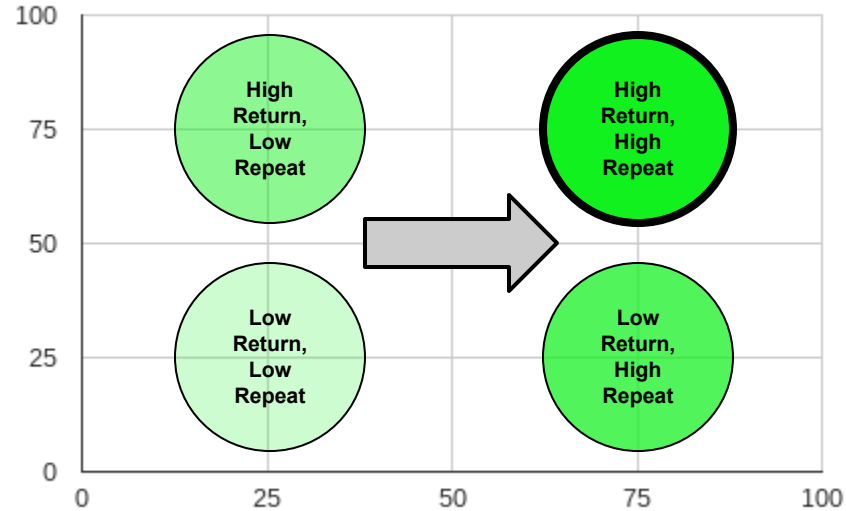 100
High
Return,
Low
Repeat
High
Return,
High
Repeat
75
50
Low
Return,
Low
Repeat
Low
Return,
High
Repeat
25
0
0 25 50 75 100